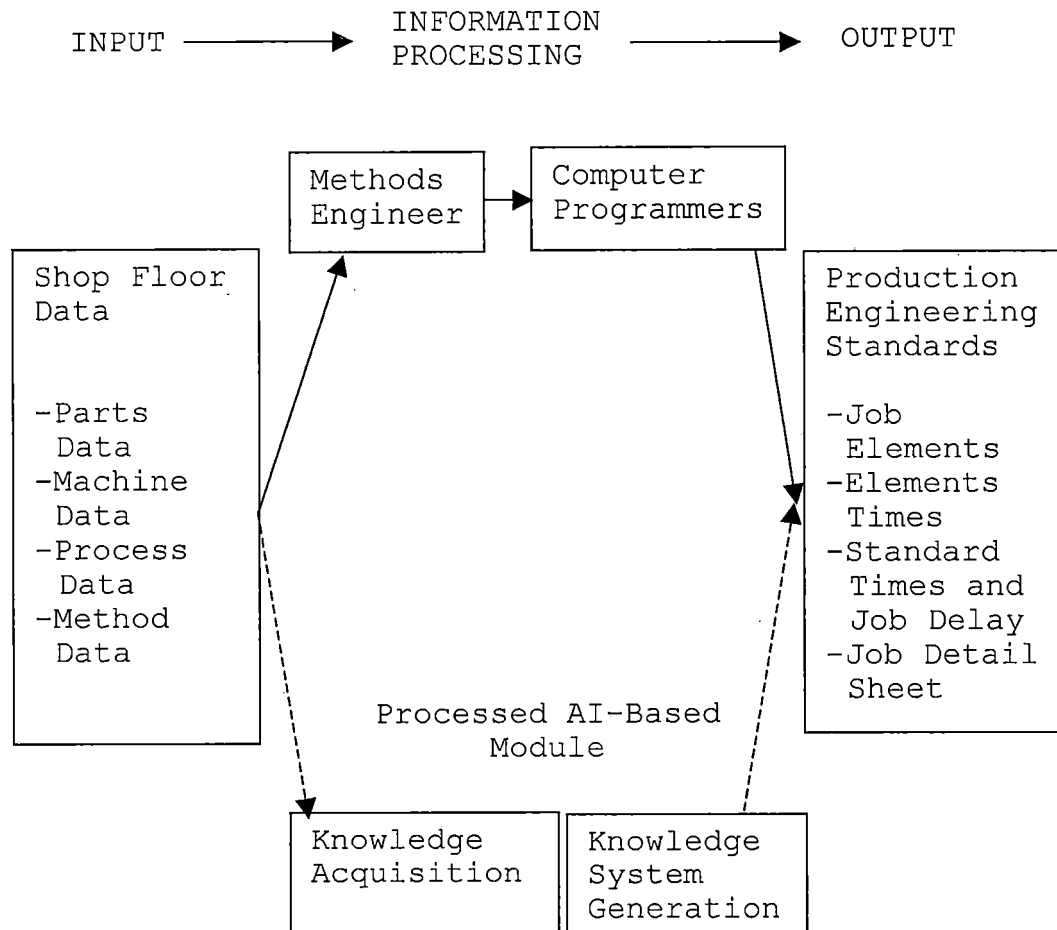 INPUT
INFORMATION
PROCESSING
OUTPUT
Methods
Engineer
Computer
Programmers
Shop Floor
Data
-Parts
Data
-Machine
Data
-Process
Data
-Method
Data
Production
Engineering
Standards
-Job
Elements
-Elements
Times
-Standard
Times and
Job Delay
-Job Detail
Sheet
Processed AI-Based
Module
Knowledge
Acquisition
Knowledge
System
Generation